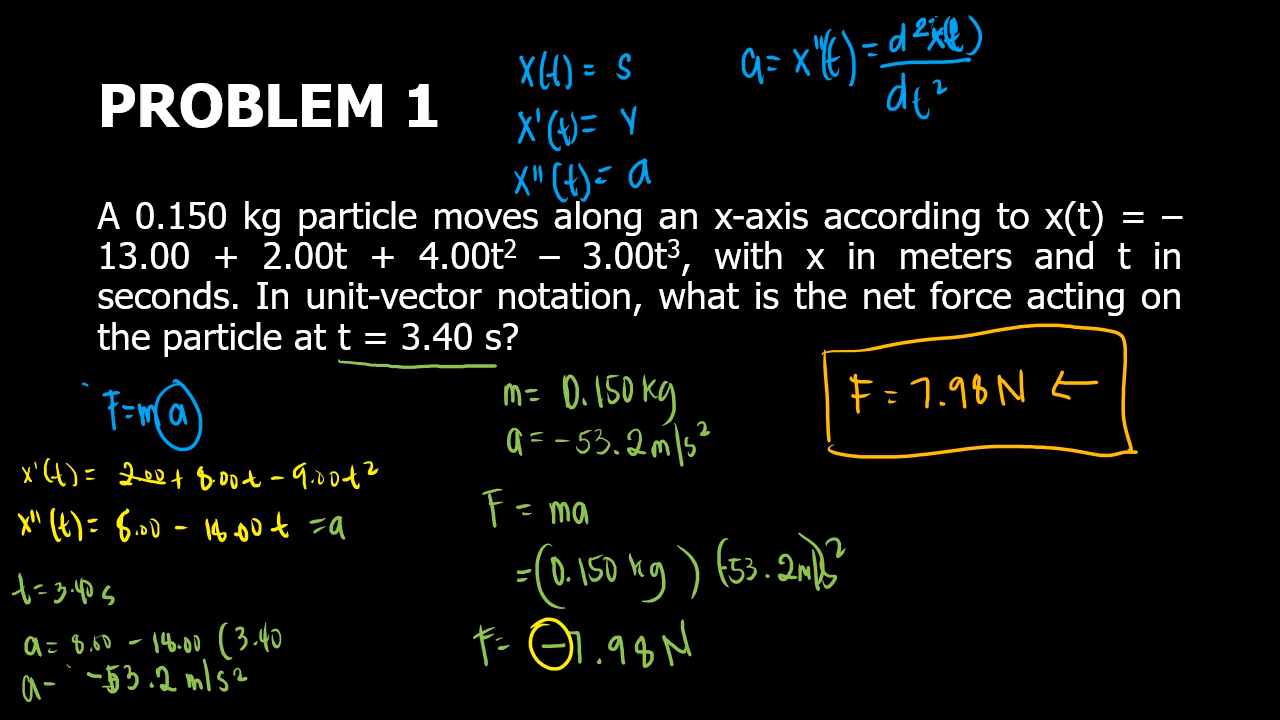 PROBLEM 1
x(t) = s
x'(t) = v
x"(t) = a
a = x"(t) = d²x(t) / dt²
A 0.150 kg particle moves along an x-axis according to x(t) = –
13.00 + 2.00t + 4.00t² − 3.00t³, with x in meters and t in
seconds. In unit-vector notation, what is the net force acting on
the particle at t = 3.40 s?
F=ma
x'(t) = 2.00 + 8.00t - 9.00t²
x"(t) = 8.00 - 18.00t = a
t = 3.40 s
a = 8.00 - 18.00 (3.40
a = -53.2 m/s²
m = 0.150 kg
a = -53.2 m/s²
F = ma
= (0.150 kg) (-53.2 m/s²)
F = -7.98 N
F = 7.98 N ←